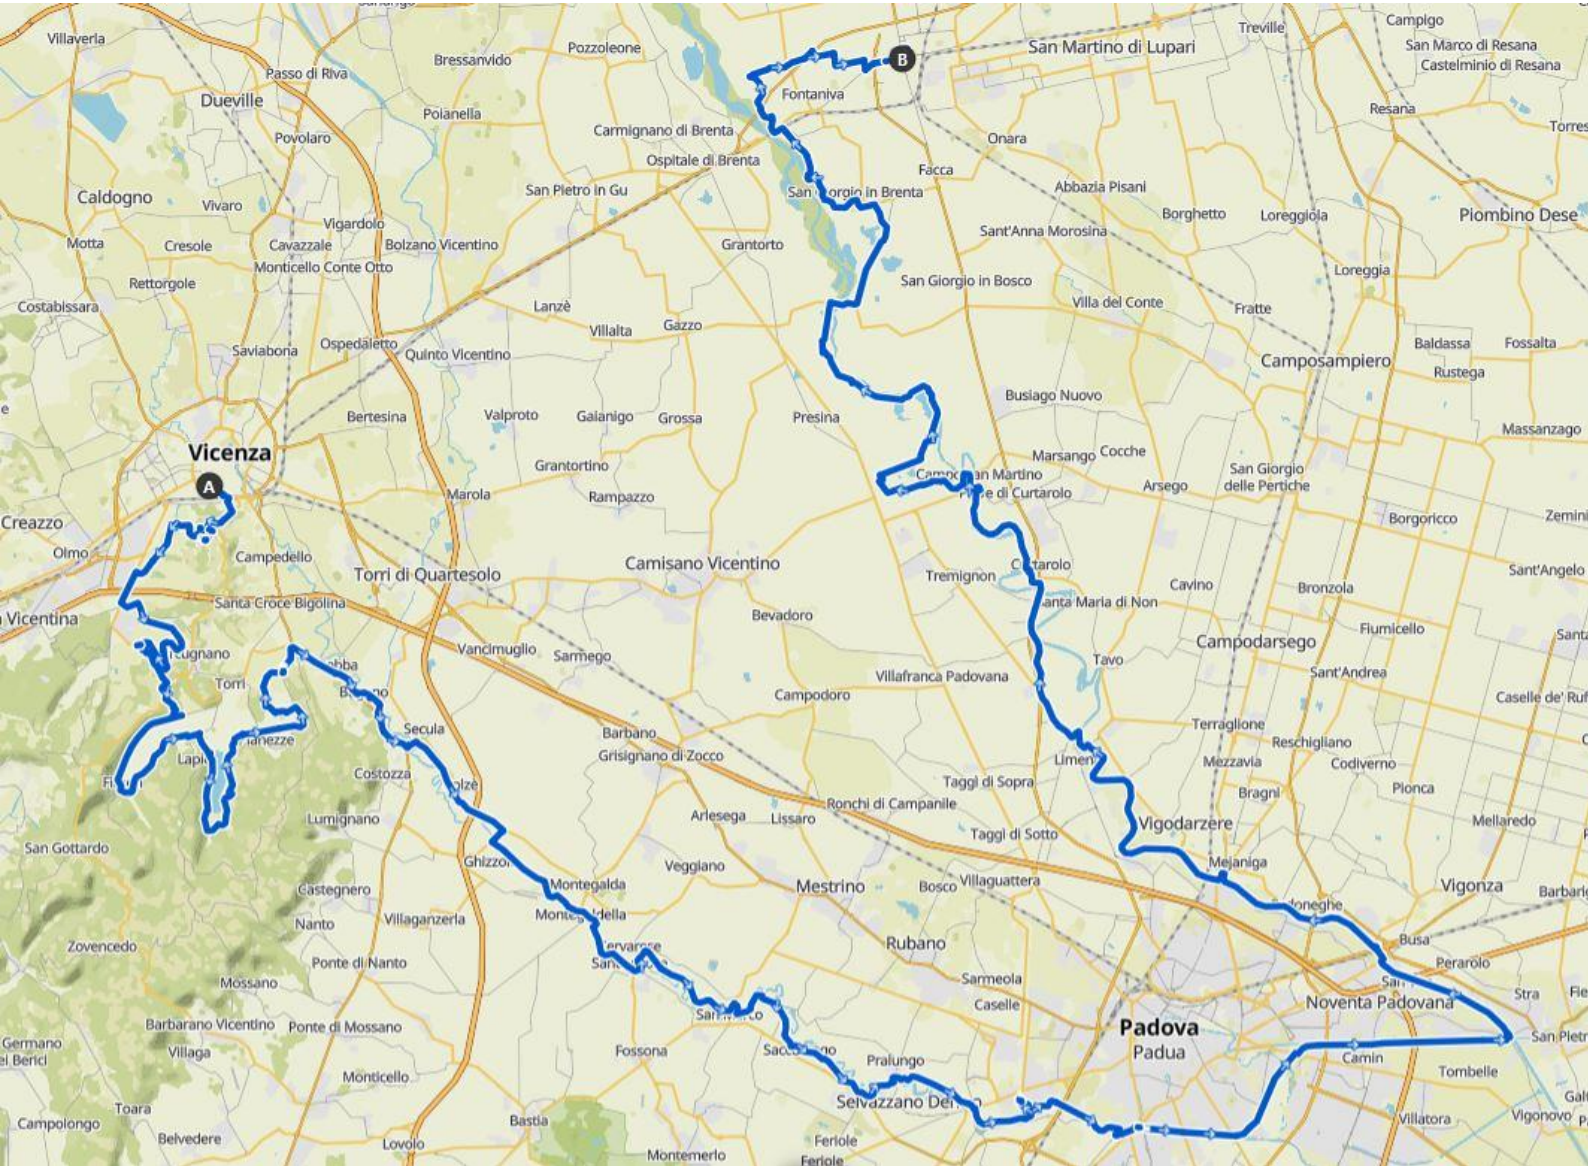 Villaverla
Bressanvido
Pozzoleone
San Martino di Lupari
Treville
Campigo
San Marco di Resana
Castelminio di Resana
Passo di Riva
B
Dueville
Poianella
Fontaniva
Resana
Povolaro
Carmignano di Brenta
Onara
Ospitale di Brenta
Facca
Caldogno
Vivaro
San Pietro in Gu
Abbazia Pisani
Borghetto
Loreggiola
Piombino Dese
Vigardolo
Motta
Cresole
Cavazzale
Bolzano Vicentino
Grantorto
Sant'Anna Morosina
Monticello Conte Otto
Rettorgole
San Giorgio in Bosco
Loreggia
Costabissara
Lanzè
Villa del Conte
Fratte
Villalta
Gazzo
Saviabona
Ospedaletto
Quinto Vicentino
Camposampiero
Baldassa
Fossalta
Rustega
Busiago Nuovo
Bertesina
Valproto
Gaianigo
Grossa
Presina
Massanzago
Vicenza
Marsango
Cocche
A
Grantortino
San Giorgio
delle Pertiche
Marola
Rampazzo
Arsego
Creazzo
Borgoricco
Olmo
Campedello
Torri di Quartesolo
Camisano Vicentino
Tremignon
Cavino
Bronzola
Sant'Angelo
Santa Croce Bigolina
Vicentina
Bevadoro
Campodarsego
Fiumicello
Vancimuglio
Sarmego
Tavo
Torri
Villafranca Padovana
Sant'Andrea
Campodoro
Caselle de' Ruf
Secula
Barbano
Terraglione
Grisignano di Zocco
Reschigliano
Costozza
Mezzavia
Codiverno
Taggì di Sopra
Bragni
Pionca
Lumignano
Arlesega
Lissaro
Ronchi di Campanile
Taggì di Sotto
Vigodarzere
Mellaredo
San Gottardo
Veggiano
Mejaniga
Castegnero
Montegalda
Mestrino
Bosco
Villaguattera
Vigonza
Nanto
Villaganzerla
Zovencedo
Rubano
Busa
Ponte di Nanto
Perarolo
Mossano
Sarmeola
Caselle
Noventa Padovana
Stra
Barbarano Vicentino
Ponte di Mossano
Padova
Padua
Germano
ei Berici
Villaga
Fossona
Pralungo
Camin
Monticello
Tombelle
Toara
Campolongo
Bastia
Villatora
Vigonovo
Belvedere
Lovolo
Feriole
Montemerlo
Feriole